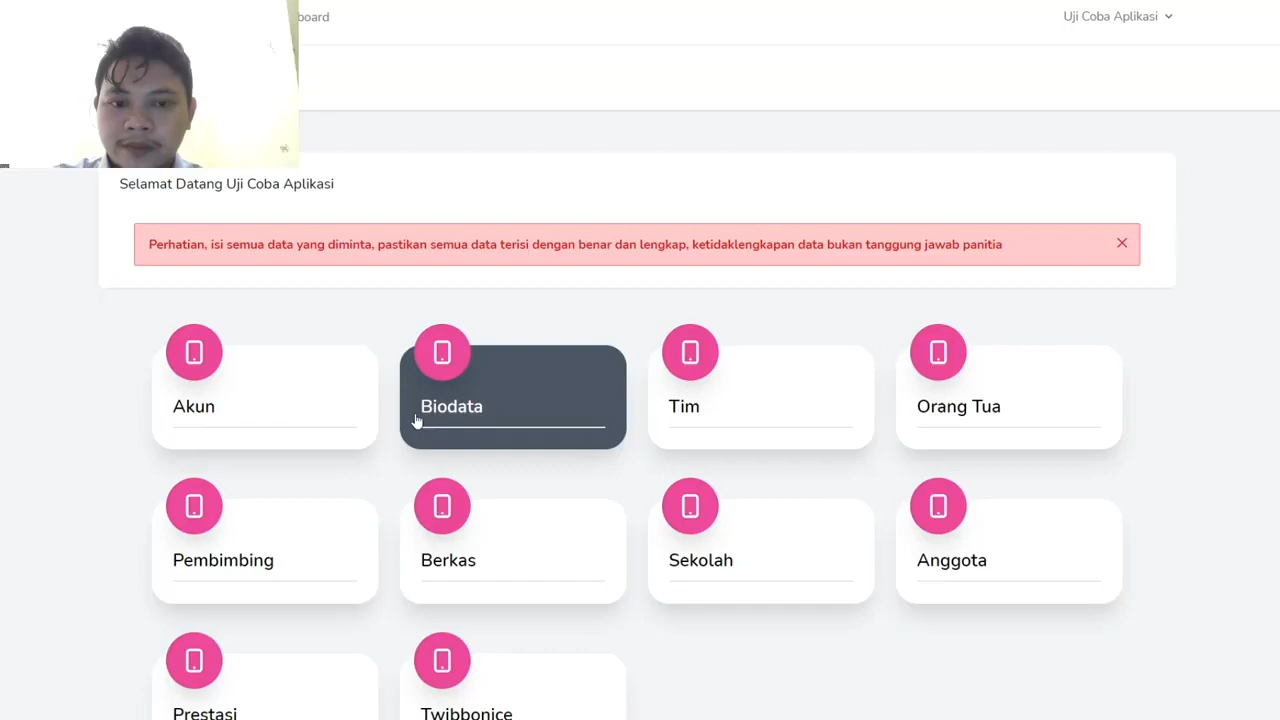 board
Uji Coba Aplikasi
Selamat Datang Uji Coba Aplikasi
Perhatian, isi semua data yang diminta, pastikan semua data terisi dengan benar dan lengkap, ketidaklengkapan data bukan tanggung jawab panitia
Akun
Biodata
Tim
Orang Tua
Pembimbing
Berkas
Sekolah
Anggota
Prestasi
Twibbonice